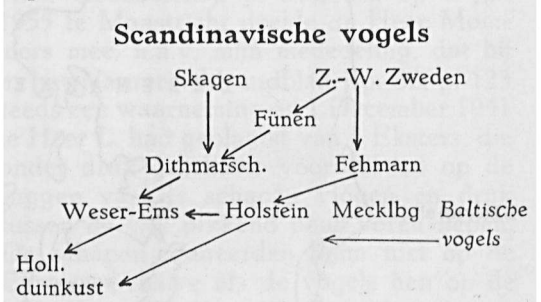 Scandinavische vogels
Skagen Z.-W. Zweden
Fünen
Dithmarsch. Fehmarn
Weser-Ems Holstein Mecklbg Baltische
vogels
Holl.
duinkust